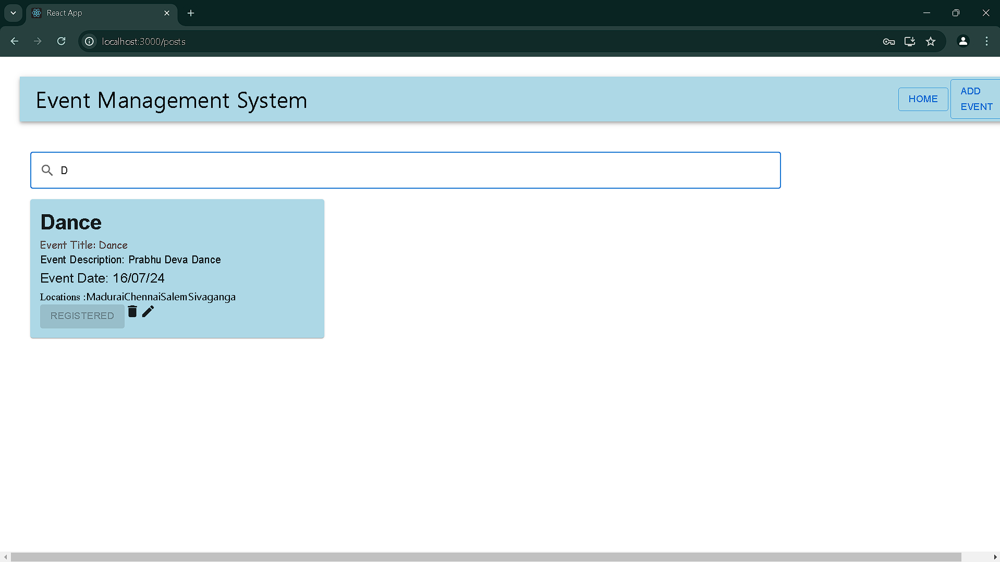 React App
localhost:3000/posts
Event Management System
HOME
ADD
EVENT
D
Dance
Event Title: Dance
Event Description: Prabhu Deva Dance
Event Date: 16/07/24
Locations :MaduraiChennaiSalemSivaganga
REGISTERED